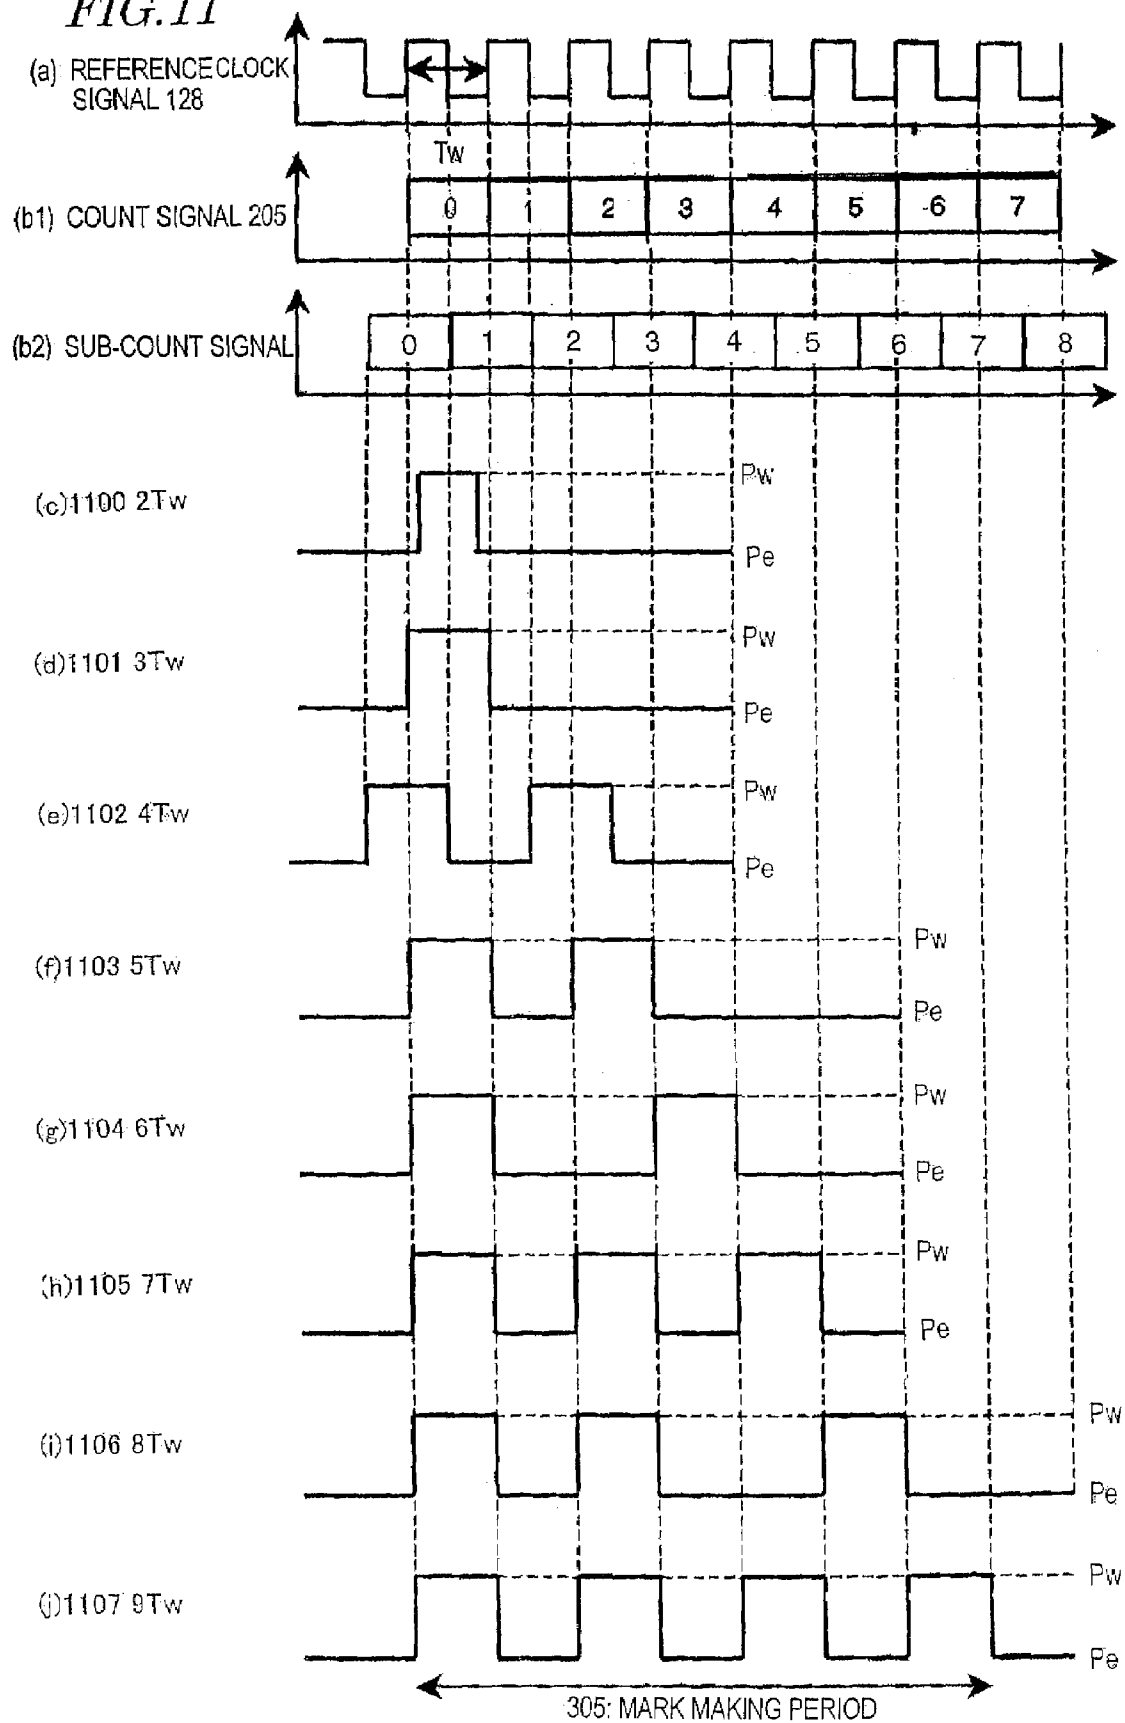 FIG.11
(a) REFERENCE CLOCK
SIGNAL 128
Tw
(b1) COUNT SIGNAL 205
0 1 2 3 4 5 6 7
(b2) SUB-COUNT SIGNAL
0 1 2 3 4 5 6 7 8
(c)1100 2Tw
Pw
Pe
(d)1101 3Tw
Pw
Pe
(e)1102 4Tw
Pw
Pe
(f)1103 5Tw
Pw
Pe
(g)1104 6Tw
Pw
Pe
(h)1105 7Tw
Pw
Pe
(i)1106 8Tw
Pw
Pe
(j)1107 9Tw
Pw
Pe
305: MARK MAKING PERIOD